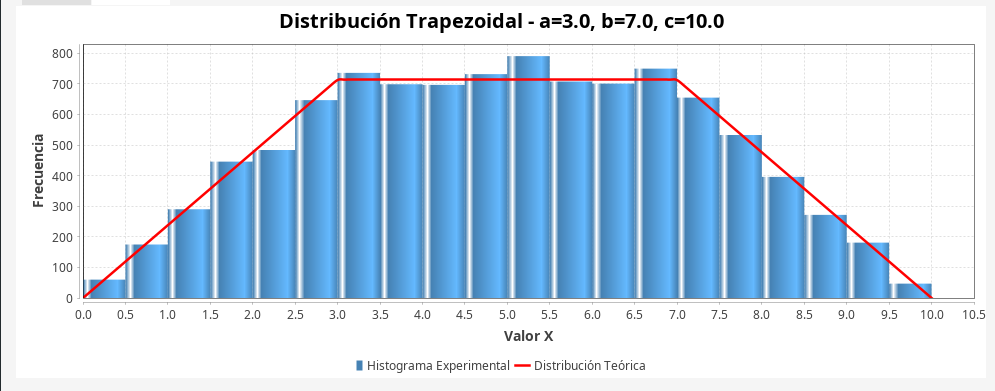 Distribución Trapezoidal - a=3.0, b=7.0, c=10.0
Frecuencia
800
700
600
500
400
300
200
100
0
0.0 0.5 1.0 1.5 2.0 2.5 3.0 3.5 4.0 4.5 5.0 5.5 6.0 6.5 7.0 7.5 8.0 8.5 9.0 9.5 10.0 10.5
Valor X
Histograma Experimental Distribución Teórica